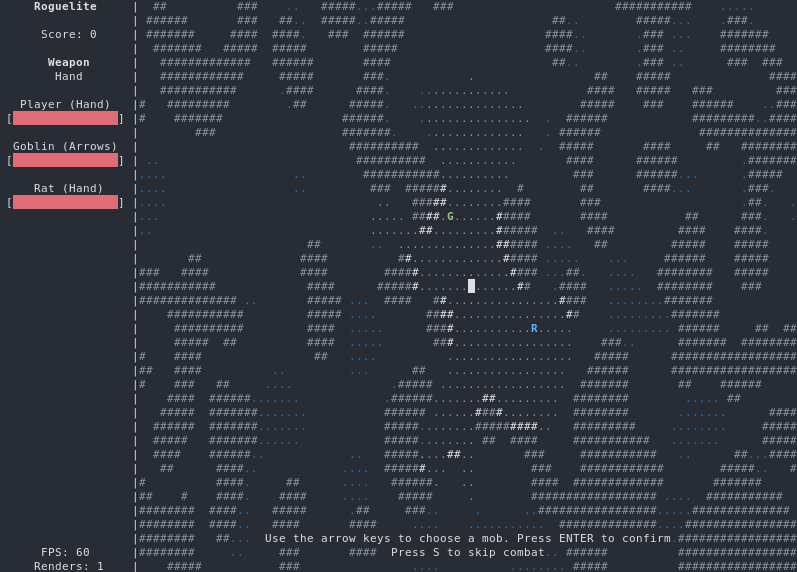 Roguelite
Score: 0
Weapon
Hand
Player (Hand)
Goblin (Arrows)
Rat (Hand)
G
R
Use the arrow keys to choose a mob. Press ENTER to confirm
Press S to skip combat
FPS: 60
Renders: 1